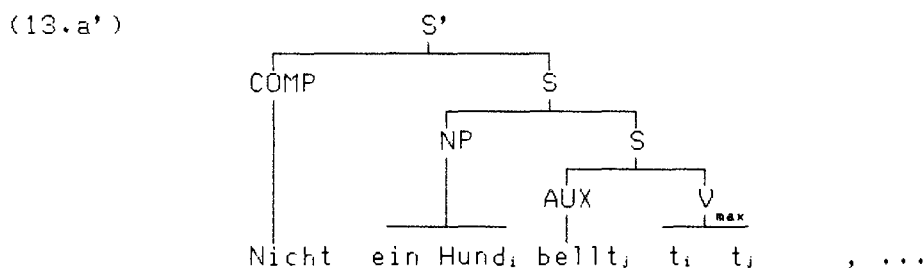 (13.a') S'
COMP S
NP S
AUX Vmax
Nicht ein Hundᵢ belltⱼ tᵢ tⱼ , ...